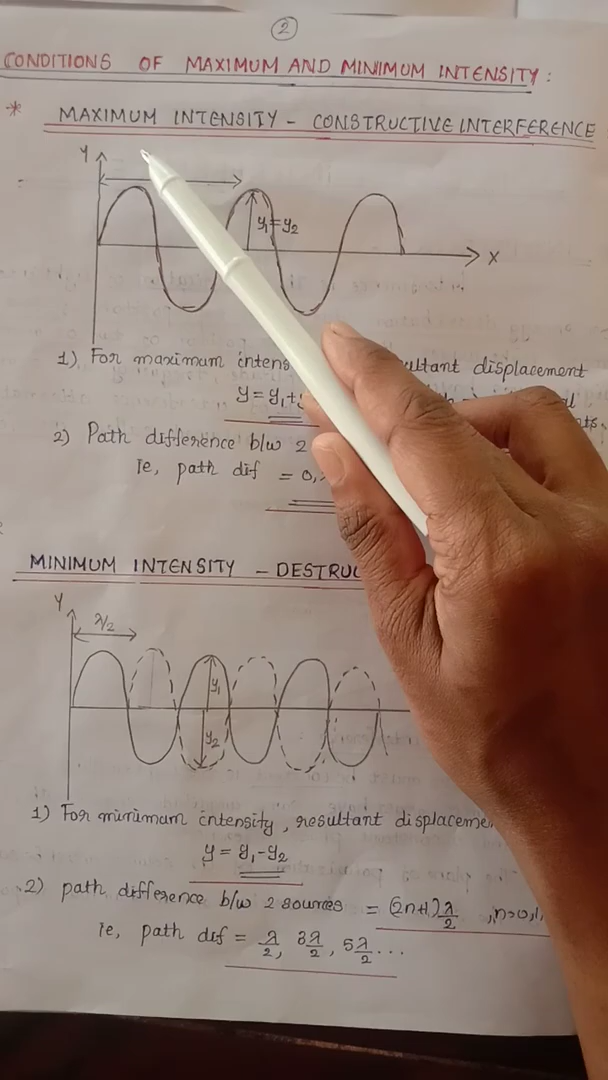 2
CONDITIONS OF MAXIMUM AND MINIMUM INTENSITY:
* MAXIMUM INTENSITY - CONSTRUCTIVE INTERFERENCE
Y
y₁=y₂
X
1) For maximum intens ultant displacement
y = y₁+
2) Path difference b/w 2
Ie, path dif = 0,
MINIMUM INTENSITY - DESTRUC
Y
λ/2
y₁
y₂
1) For minimum intensity, resultant displaceme
y = y₁-y₂
2) path difference b/w 2 sources = (2n+1)λ/2 ,n=0,1,
Ie, path dif = λ/2, 3λ/2, 5λ/2 ...